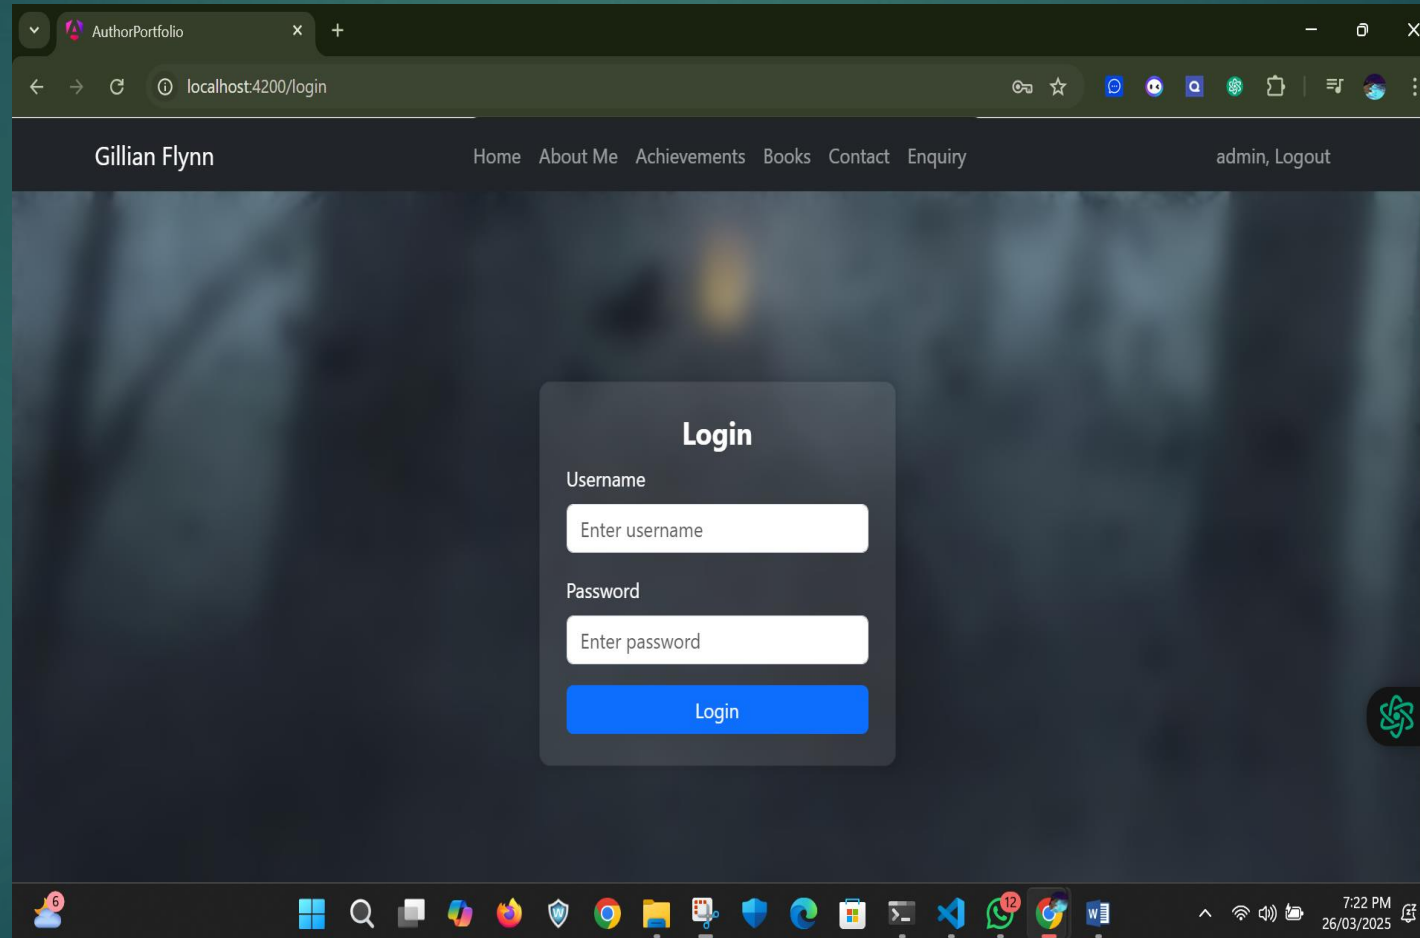 AuthorPortfolio
localhost:4200/login
Gillian Flynn Home About Me Achievements Books Contact Enquiry admin, Logout
Login
Username
Enter username
Password
Enter password
Login
6
12
7:22 PM
26/03/2025